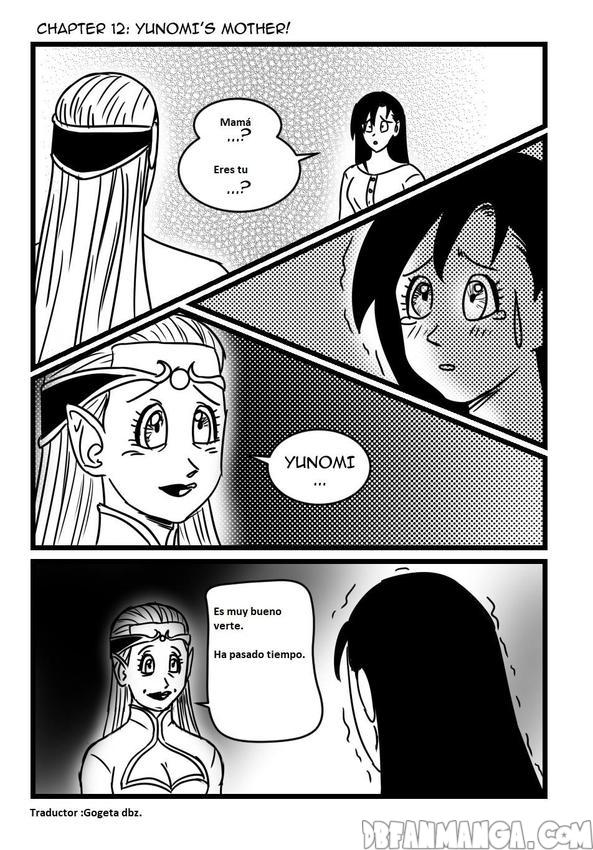 CHAPTER 12: YUNOMI'S MOTHER!
Mamá
...?
Eres tu
...?
YUNOMI
...
Es muy bueno
verte.
Ha pasado tiempo.
Traductor :Gogeta dbz.
DBFANMANGA.COM